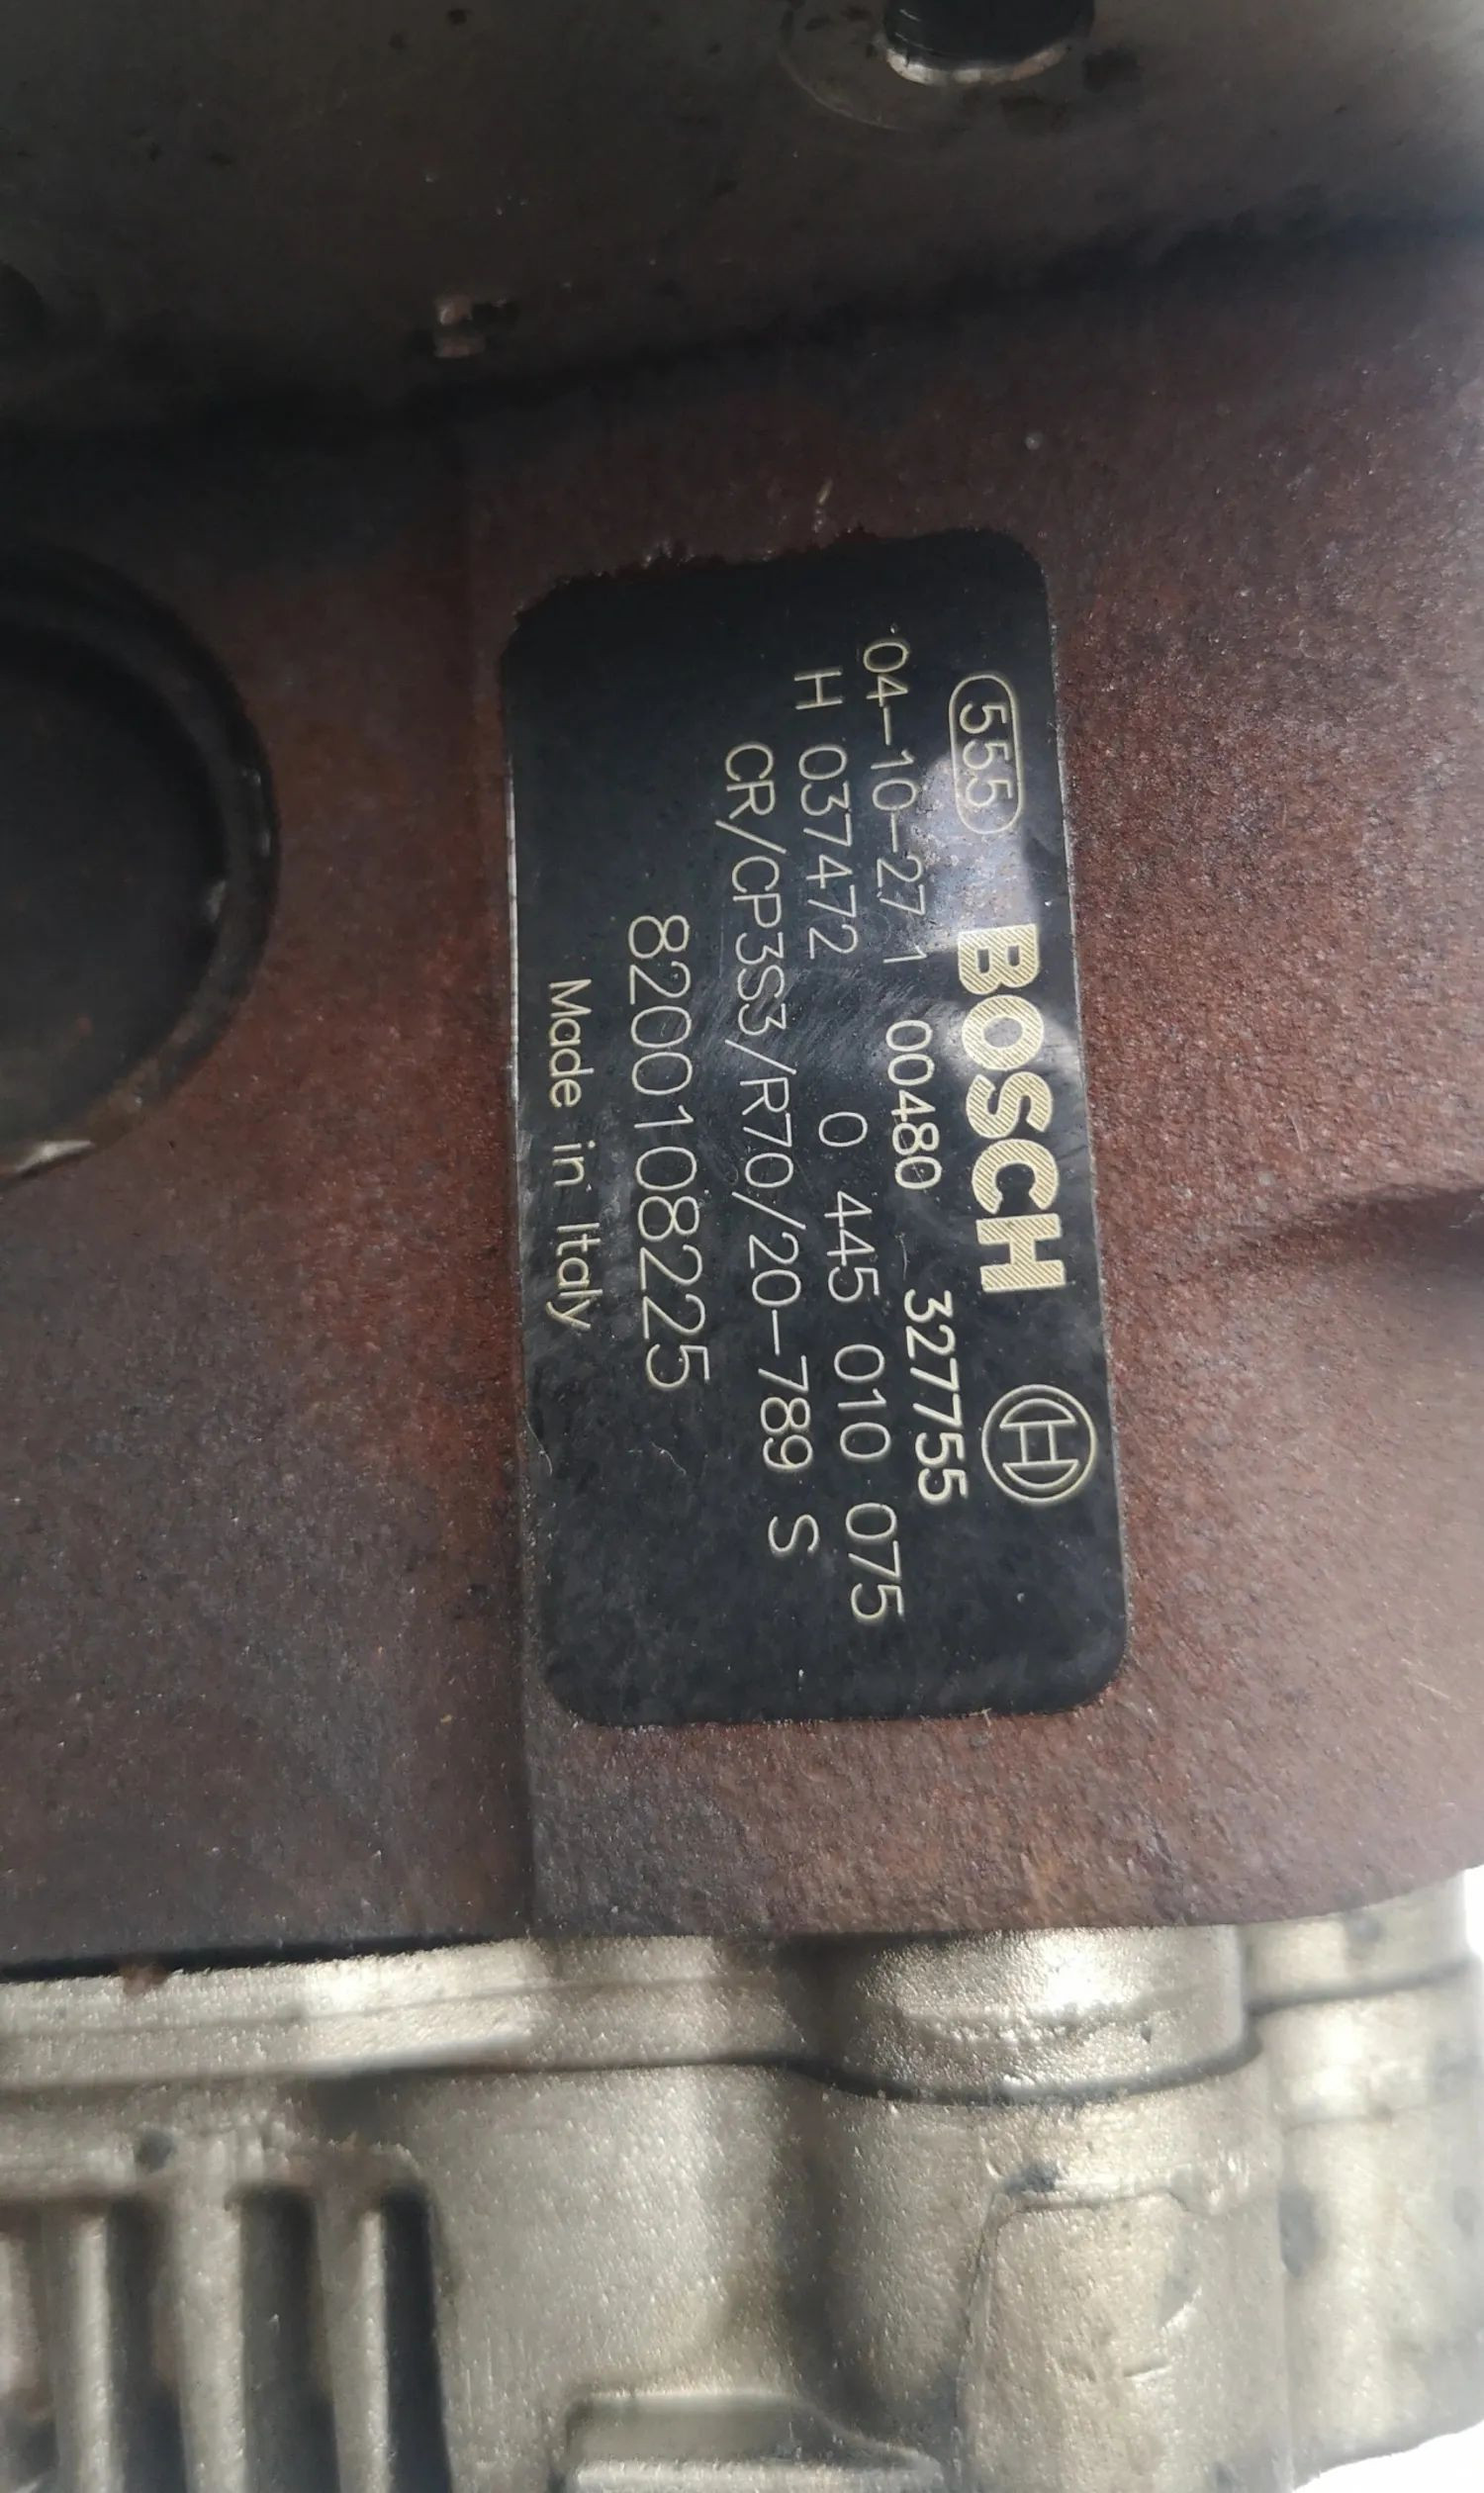 555 BOSCH
04-10-27 1 00480 327755
H 037472 0 445 010 075
CR/CP3S3/R70/20-789 S
8200108225
Made in Italy